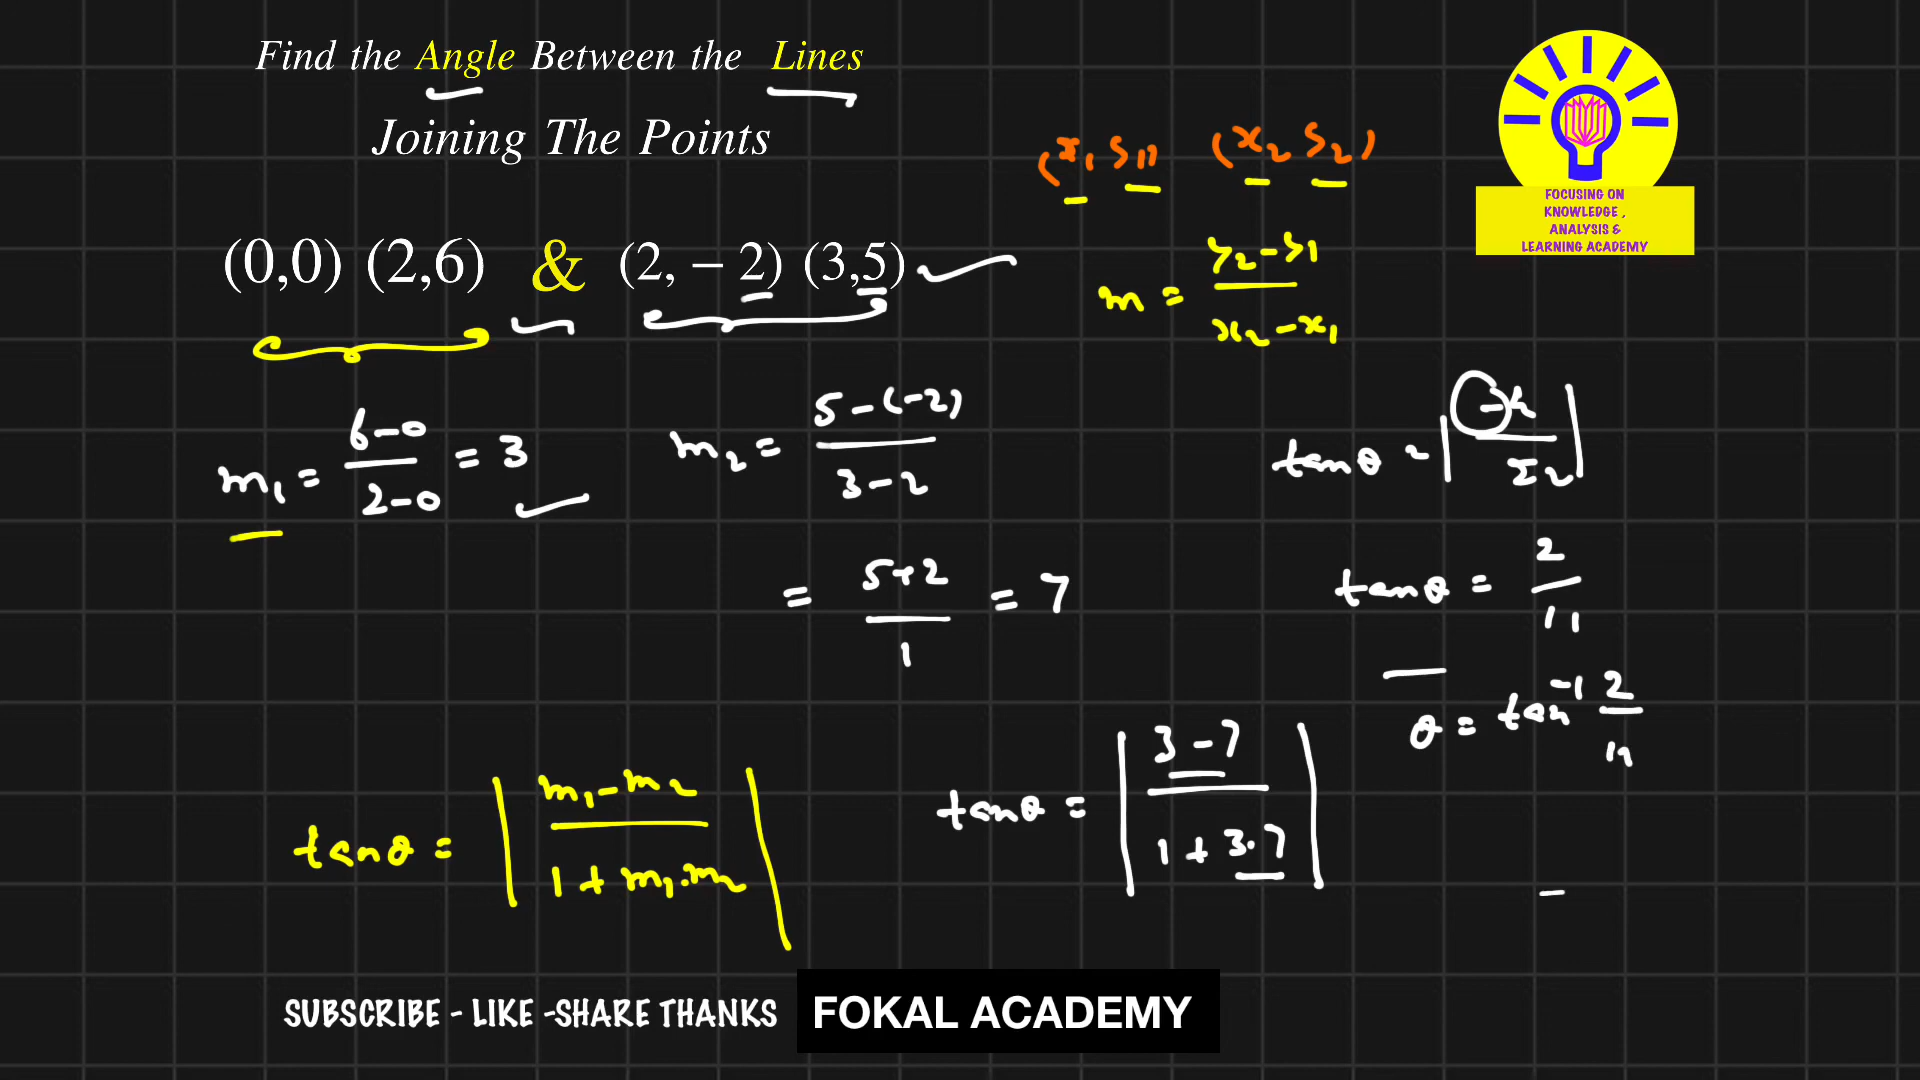 Find the Angle Between the Lines
Joining The Points
(x₁ y₁) (x₂ y₂)
FOCUSING ON
KNOWLEDGE ,
ANALYSIS &
LEARNING ACADEMY
(0,0) (2,6) & (2, − 2) (3,5)
m = y₂-y₁ / x₂-x₁
m₁ = 6-0 / 2-0 = 3
m₂ = 5-(-2) / 3-2
= 5+2 / 1 = 7
tanθ = | -4 / 22 |
tanθ = 2 / 11
θ = tan⁻¹ 2 / 11
tanθ = | m₁-m₂ / 1 + m₁.m₂ |
tanθ = | 3-7 / 1 + 3.7 |
SUBSCRIBE - LIKE -SHARE THANKS
FOKAL ACADEMY